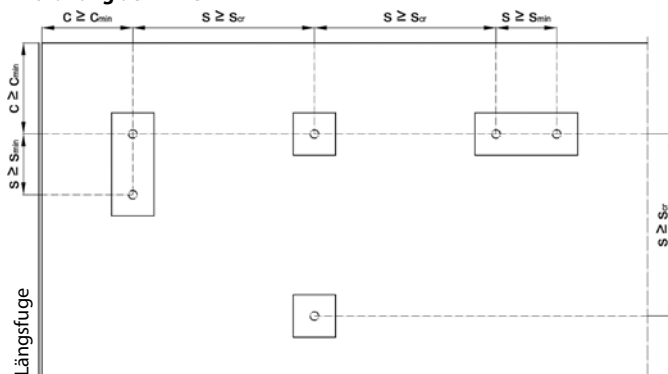 c ≥ cmin
s ≥ scr
s ≥ scr
s ≥ smin
c ≥ cmin
s ≥ smin
s ≥ scr
Längsfuge